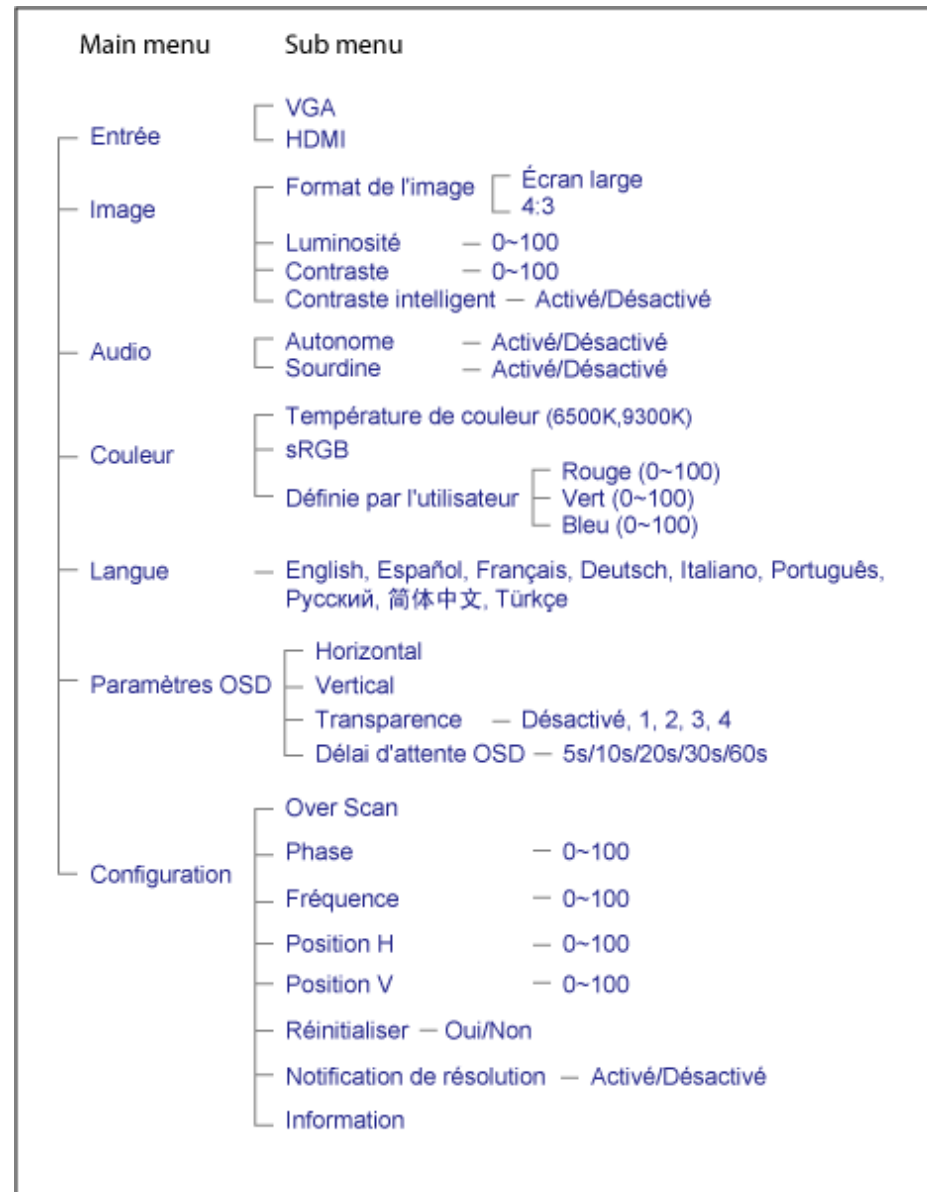 Main menu Sub menu
VGA
Entrée
HDMI
Écran large
Format de l'image
Image
4:3
Luminosité 0~100
Contraste 0~100
Contraste intelligent — Activé/Désactivé
Autonome — Activé/Désactivé
Audio
Sourdine — Activé/Désactivé
Température de couleur (6500K,9300K)
Couleur sRGB
Rouge (0~100)
Définie par l'utilisateur Vert (0~100)
Bleu (0~100)
Langue — English, Español, Français, Deutsch, Italiano, Português,
Русский, 简体中文, Türkçe
Horizontal
Paramètres OSD Vertical
Transparence — Désactivé, 1, 2, 3, 4
Délai d'attente OSD — 5s/10s/20s/30s/60s
Over Scan
Phase — 0~100
Configuration
Fréquence — 0~100
Position H — 0~100
Position V — 0~100
Réinitialiser — Oui/Non
Notification de résolution — Activé/Désactivé
Information